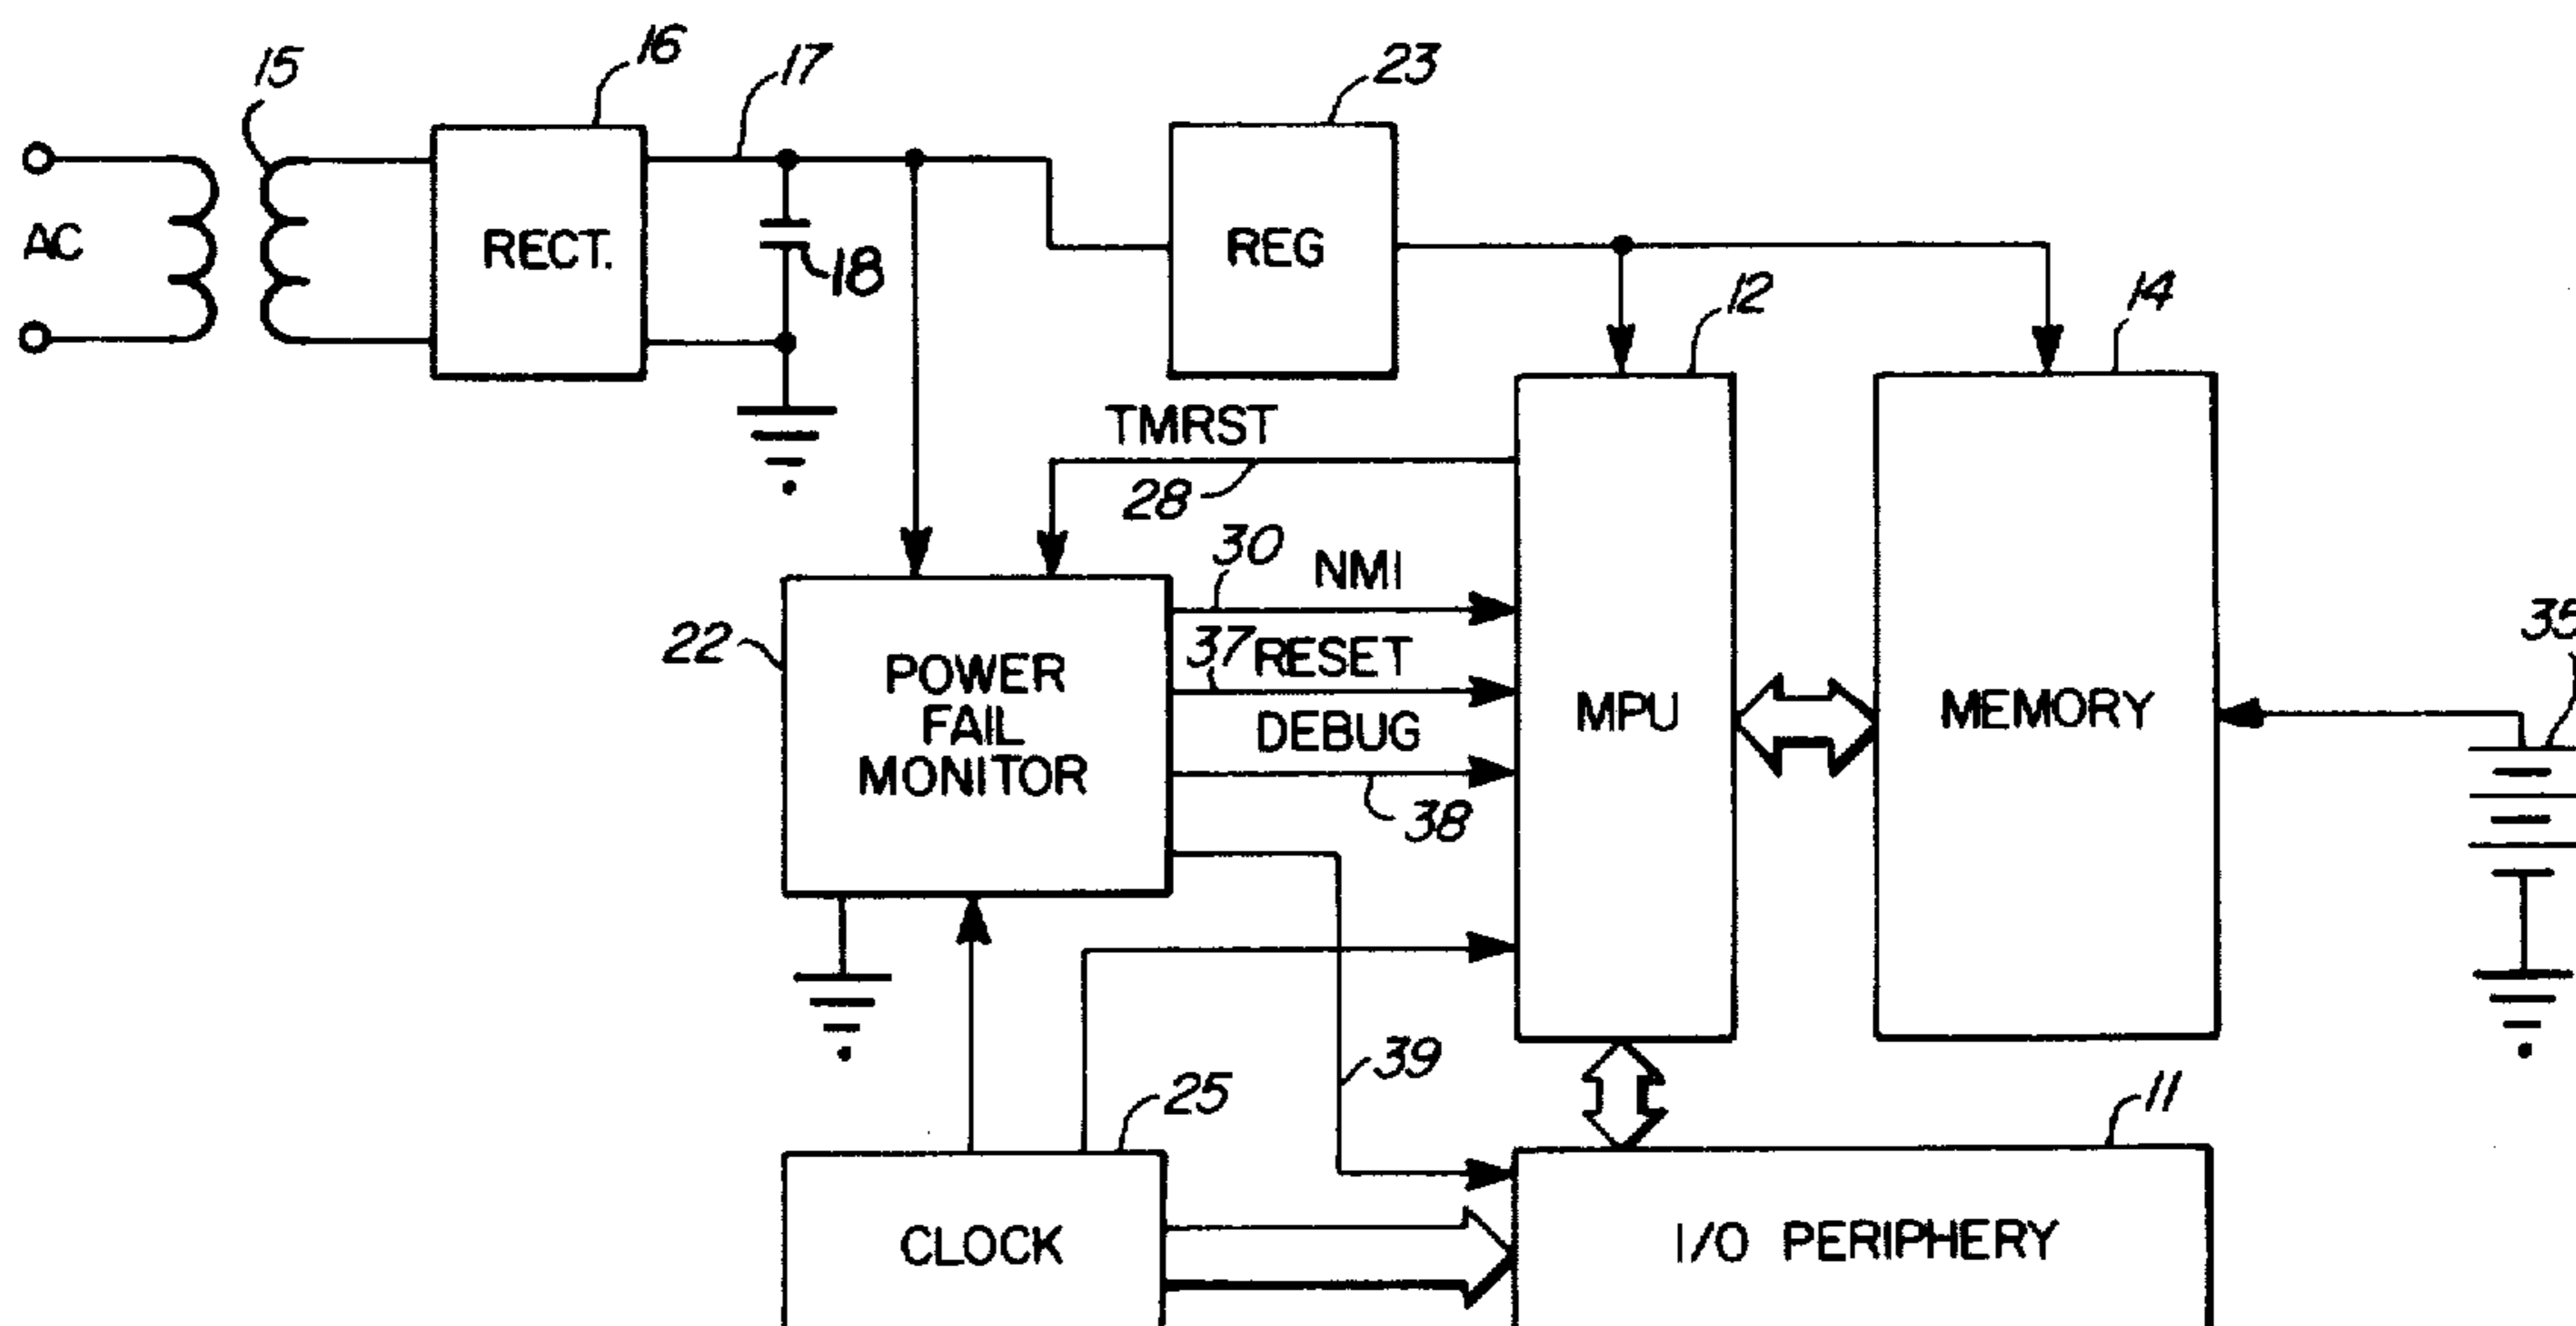 15
16
17
23
AC
RECT.
18
REG
12
14
TMRST
28
30
NMI
22
POWER
FAIL
MONITOR
37
RESET
DEBUG
38
MPU
MEMORY
35
39
25
11
CLOCK
I/O PERIPHERY